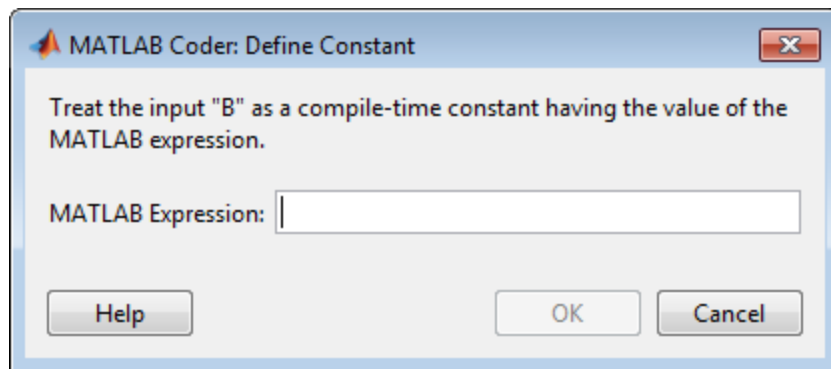 MATLAB Coder: Define Constant
Treat the input "B" as a compile-time constant having the value of the
MATLAB expression.
MATLAB Expression:
Help OK Cancel